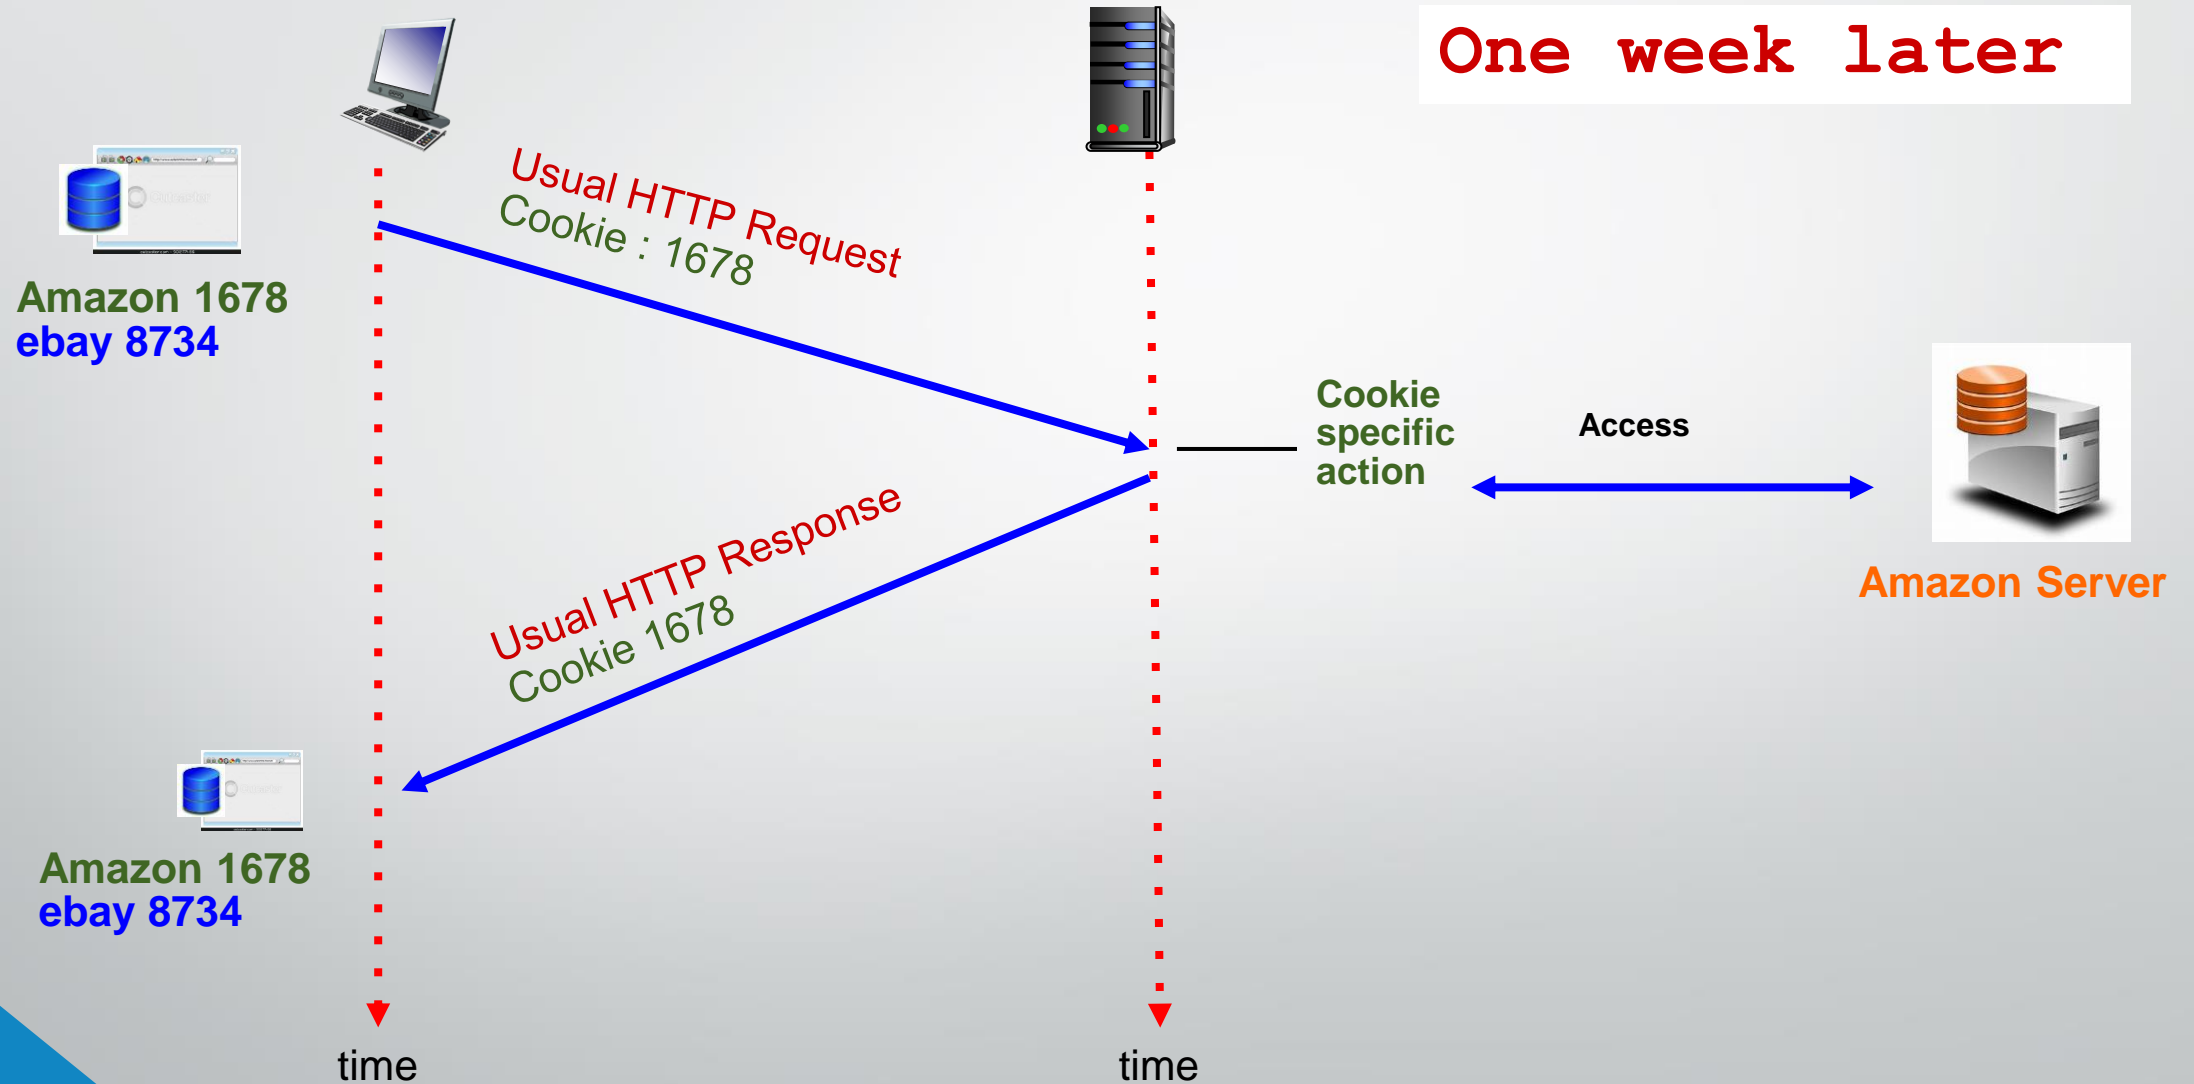 One week later
Usual HTTP Request
Cookie : 1678
Amazon 1678
ebay 8734
Cookie
specific
action
Access
Amazon Server
Usual HTTP Response
Cookie 1678
Amazon 1678
ebay 8734
time
time